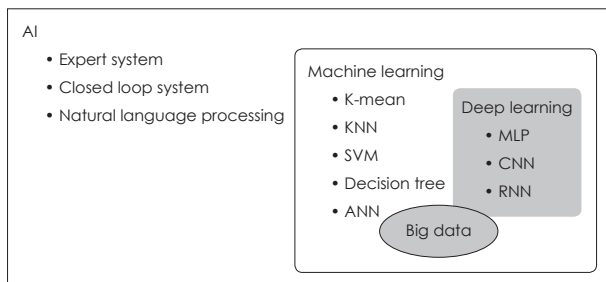 AI
• Expert system
• Closed loop system
• Natural language processing
Machine learning
• K-mean
• KNN
• SVM
• Decision tree
• ANN
Deep learning
• MLP
• CNN
• RNN
Big data